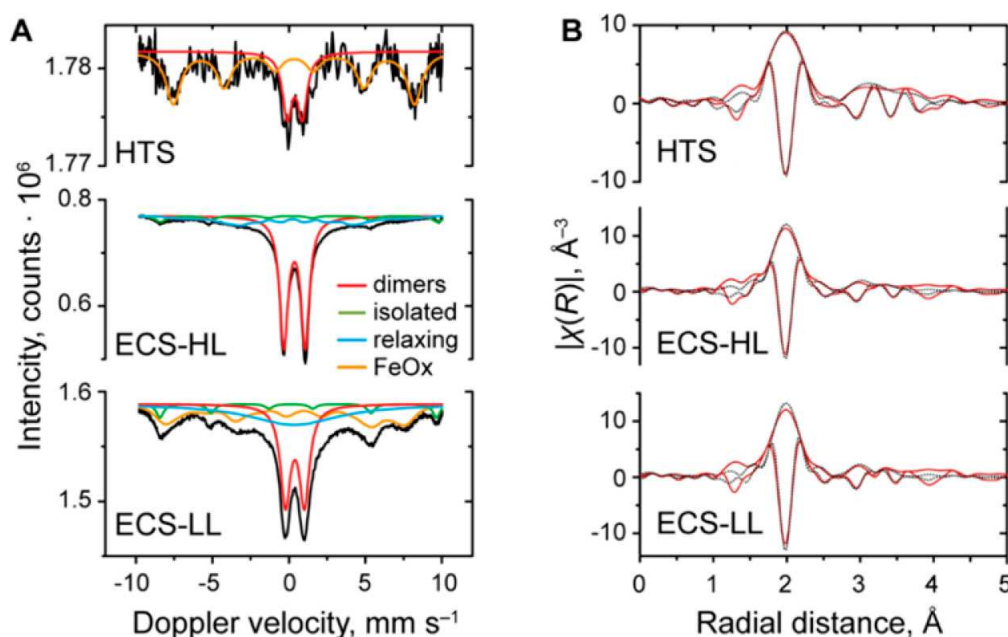 A
Intencity, counts · 10⁶
1.78
1.77
HTS
0.8
0.6
ECS-HL
dimers
isolated
relaxing
FeOx
1.6
1.5
ECS-LL
-10 -5 0 5 10
Doppler velocity, mm s⁻¹
B
|χ(R)|, Å⁻³
10
0
-10
HTS
10
0
-10
ECS-HL
10
0
-10
ECS-LL
0 1 2 3 4 5
Radial distance, Å